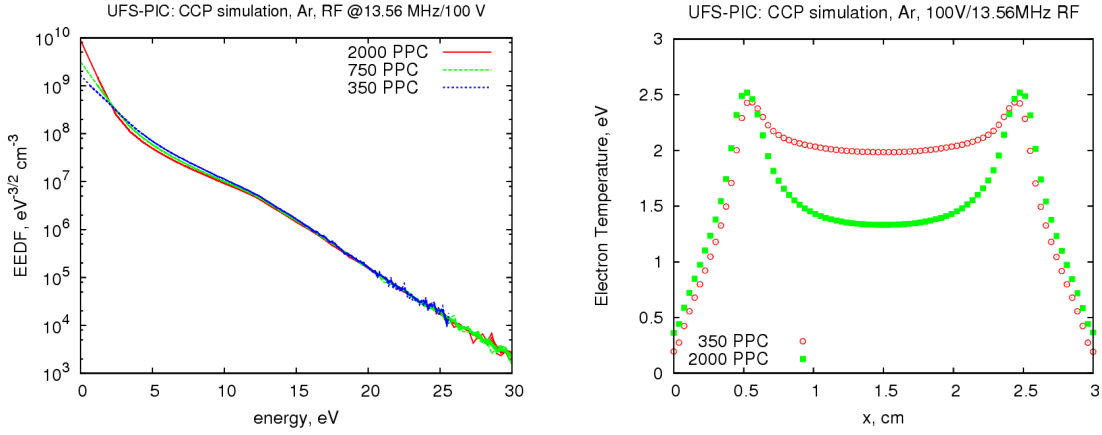 UFS-PIC: CCP simulation, Ar, RF @13.56 MHz/100 V
10^10
10^9
10^8
10^7
10^6
10^5
10^4
10^3
EEDF, eV^-3/2 cm^-3
2000 PPC
750 PPC
350 PPC
0 5 10 15 20 25 30
energy, eV
UFS-PIC: CCP simulation, Ar, 100V/13.56MHz RF
3
2.5
2
1.5
1
0.5
0
Electron Temperature, eV
350 PPC
2000 PPC
0 0.5 1 1.5 2 2.5 3
x, cm